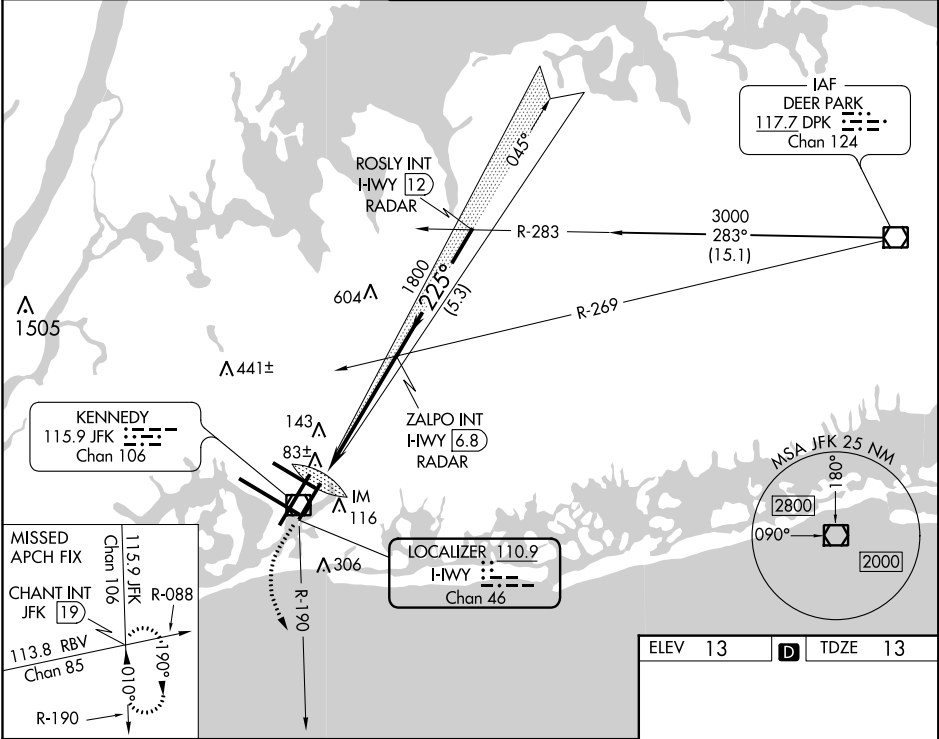 IAF
DEER PARK
117.7 DPK
Chan 124
ROSLY INT
I-IWY 12
RADAR
045°
R-283
3000
283°
(15.1)
1800
225°
(5.3)
604
R-269
1505
441±
KENNEDY
115.9 JFK
Chan 106
143
83±
ZALPO INT
I-IWY 6.8
RADAR
IM
116
MSA JFK 25 NM
180°
2800
090°
2000
LOCALIZER 110.9
I-IWY
Chan 46
306
R-190
MISSED
APCH FIX
115.9 JFK
Chan 106
CHANT INT
JFK 19
R-088
113.8 RBV
Chan 85
190°
010°
R-190
ELEV 13 D TDZE 13